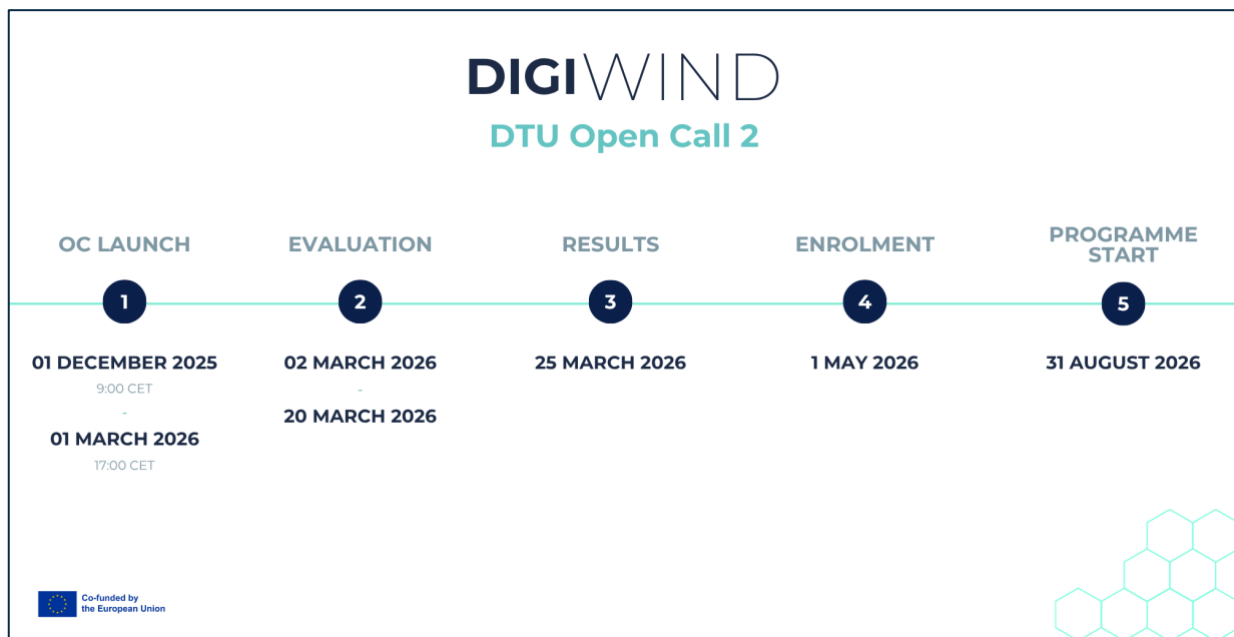 DIGIWIND
DTU Open Call 2
OC LAUNCH
1
01 DECEMBER 2025
9:00 CET
-
01 MARCH 2026
17:00 CET
EVALUATION
2
02 MARCH 2026
-
20 MARCH 2026
RESULTS
3
25 MARCH 2026
ENROLMENT
4
1 MAY 2026
PROGRAMME
START
5
31 AUGUST 2026
Co-funded by
the European Union